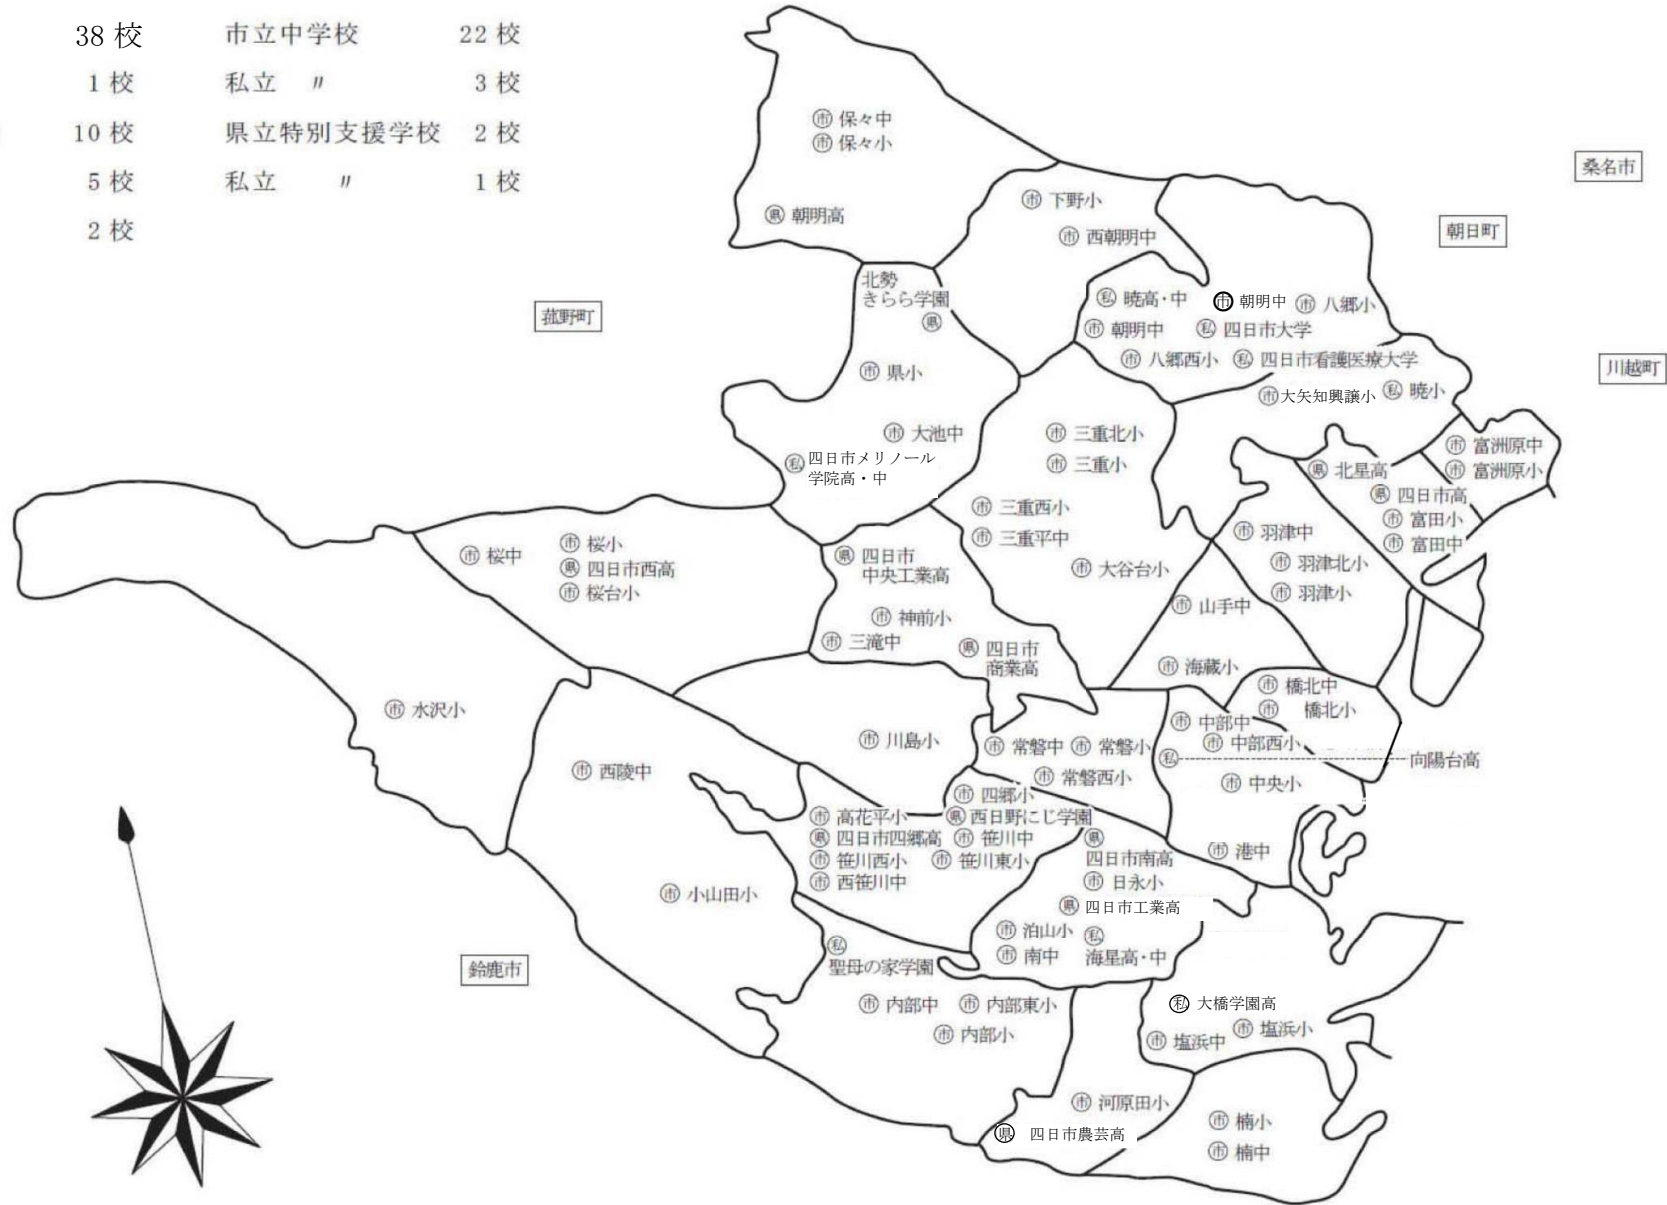 38校 市立中学校 22校
1校 私立 〃 3校
10校 県立特別支援学校 2校
5校 私立 〃 1校
2校
桑名市
朝日町
川越町
菰野町
鈴鹿市
㊞市 保々中
㊞市 保々小
県 朝明高
市 下野小
市 西朝明中
北勢
きらら学園
県
私 暁高・中
市 朝明中
市 八郷小
市 朝明中
私 四日市大学
市 八郷西小
私 四日市看護医療大学
市 県小
市 大矢知興譲小
私 暁小
市 大池中
私 四日市メリノール
学院高・中
市 三重北小
市 三重小
市 三重西小
市 三重平中
市 大谷台小
市 富洲原中
市 富洲原小
県 北星高
県 四日市高
市 富田小
市 富田中
市 羽津中
市 羽津北小
市 羽津小
市 桜中
市 桜小
県 四日市西高
市 桜台小
県 四日市
中央工業高
市 神前小
市 三滝中
県 四日市
商業高
市 山手中
市 海蔵小
市 橋北中
市 橋北小
市 水沢小
市 川島小
市 常磐中
市 常磐小
市 常磐西小
市 中部中
市 中部西小
私 向陽台高
市 中央小
市 港中
市 西陵中
市 小山田小
市 四郷小
市 高花平小
県 西日野にじ学園
県 四日市四郷高
市 笹川中
市 笹川西小
市 笹川東小
市 西笹川中
県
四日市南高
市 日永小
県 四日市工業高
市 泊山小
私
市 南中
海星高・中
私
聖母の家学園
市 内部中
市 内部東小
市 内部小
私 大橋学園高
市 塩浜中
市 塩浜小
市 河原田小
県 四日市農芸高
市 楠小
市 楠中